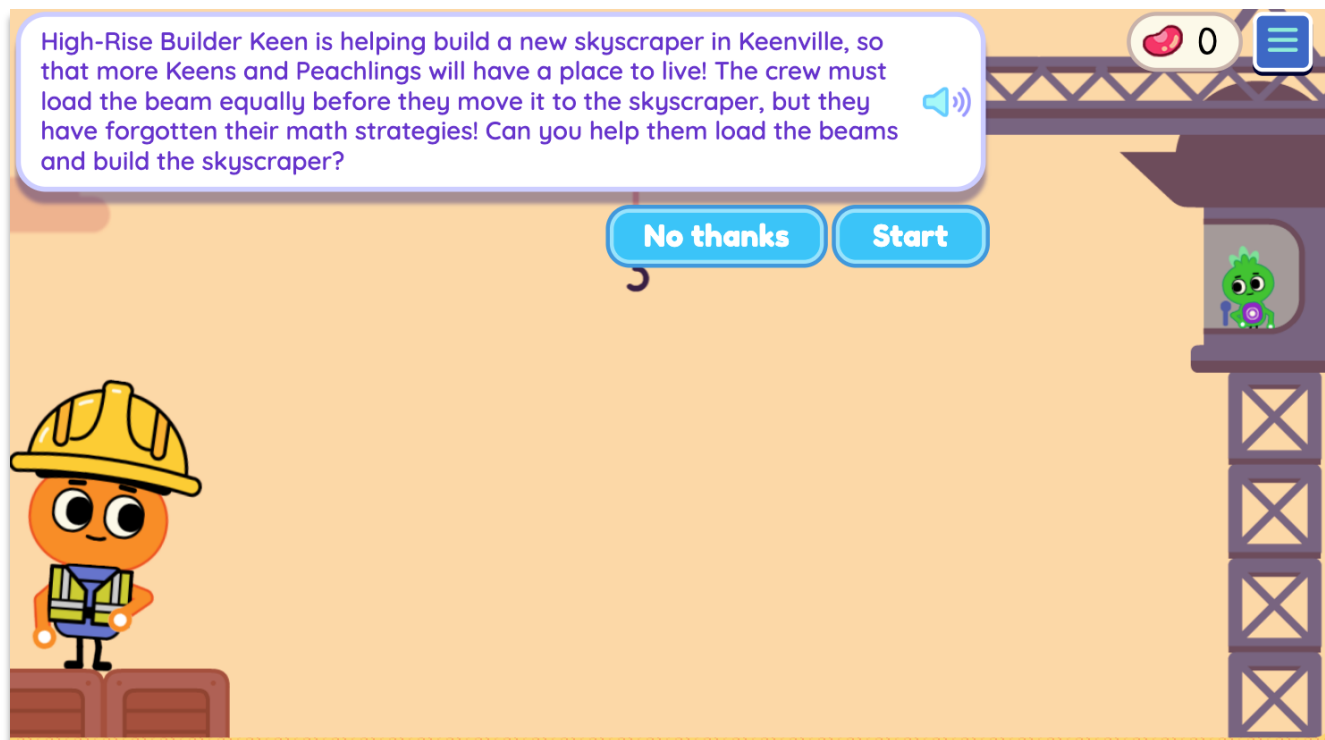 High-Rise Builder Keen is helping build a new skyscraper in Keenville, so
that more Keens and Peachlings will have a place to live! The crew must
load the beam equally before they move it to the skyscraper, but they
have forgotten their math strategies! Can you help them load the beams
and build the skyscraper?
0
No thanks
Start